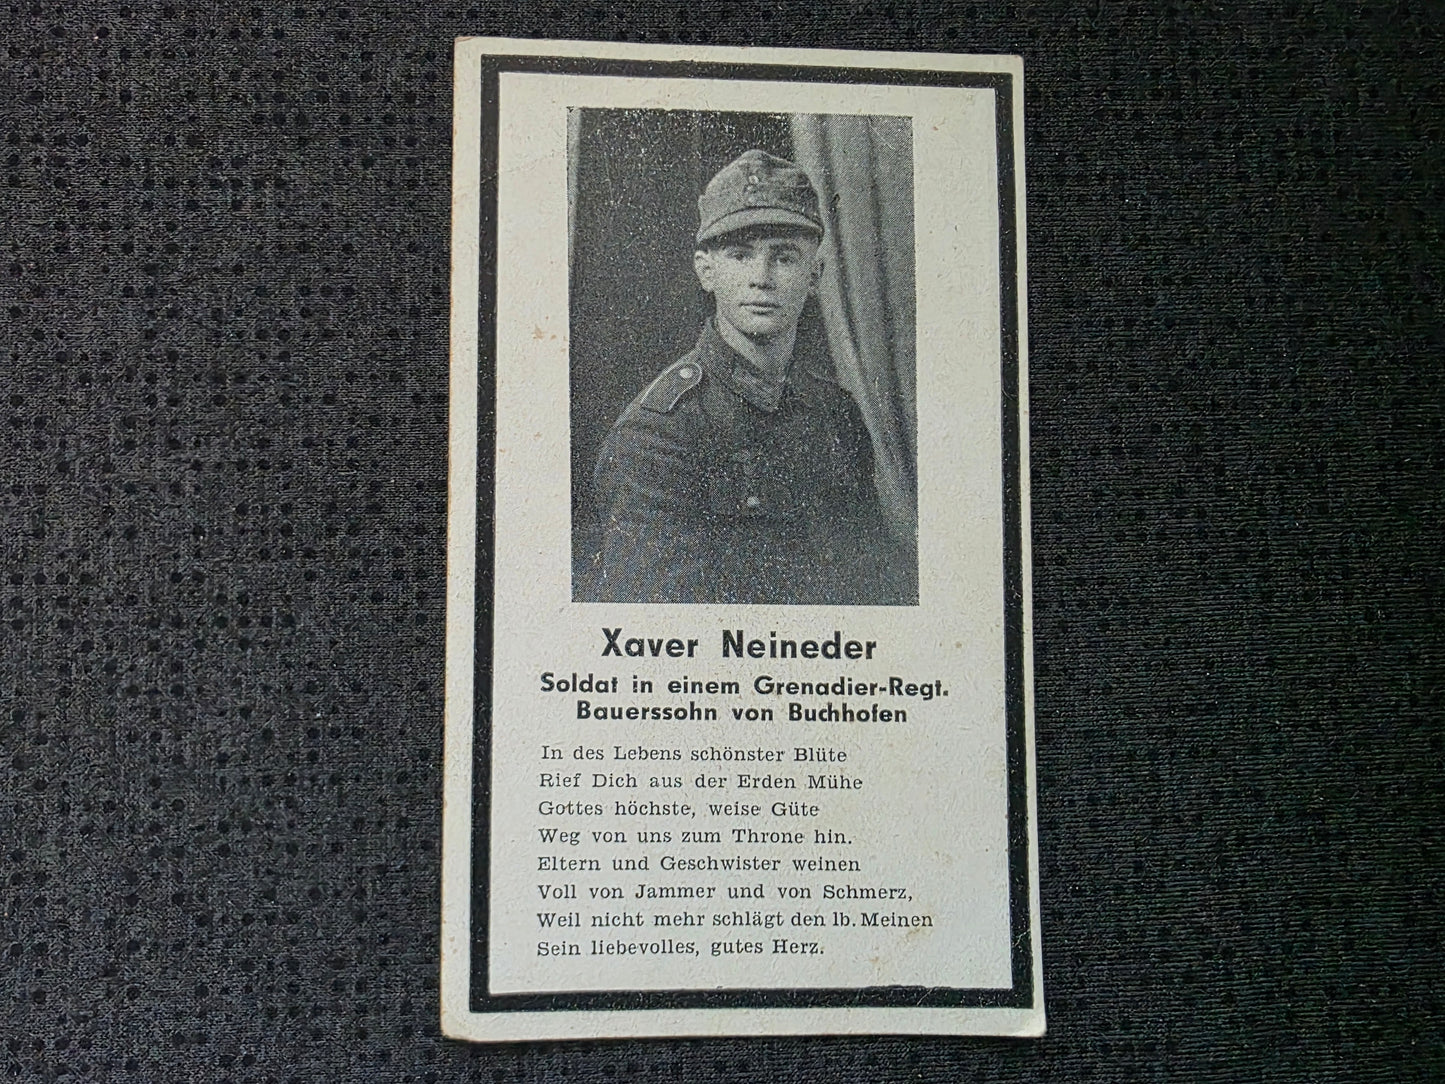 Xaver Neineder
Soldat in einem Grenadier-Regt.
Bauerssohn von Buchhofen
In des Lebens schönster Blüte
Rief Dich aus der Erden Mühe
Gottes höchste, weise Güte
Weg von uns zum Throne hin.
Eltern und Geschwister weinen
Voll von Jammer und von Schmerz,
Weil nicht mehr schlägt den lb. Meinen
Sein liebevolles, gutes Herz.